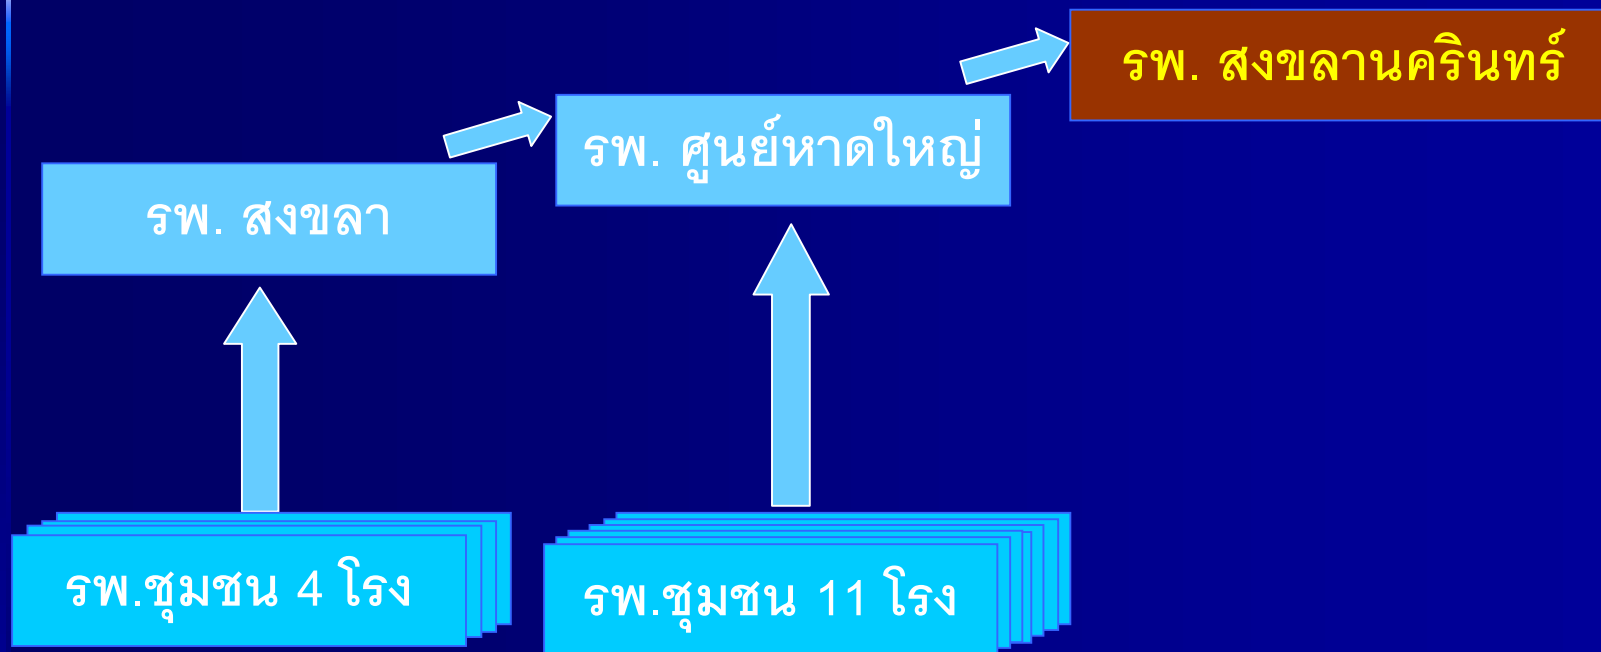 รพ. สงขลานครินทร์
รพ. ศูนย์หาดใหญ่
รพ. สงขลา
รพ.ชุมชน 4 โรง
รพ.ชุมชน 11 โรง